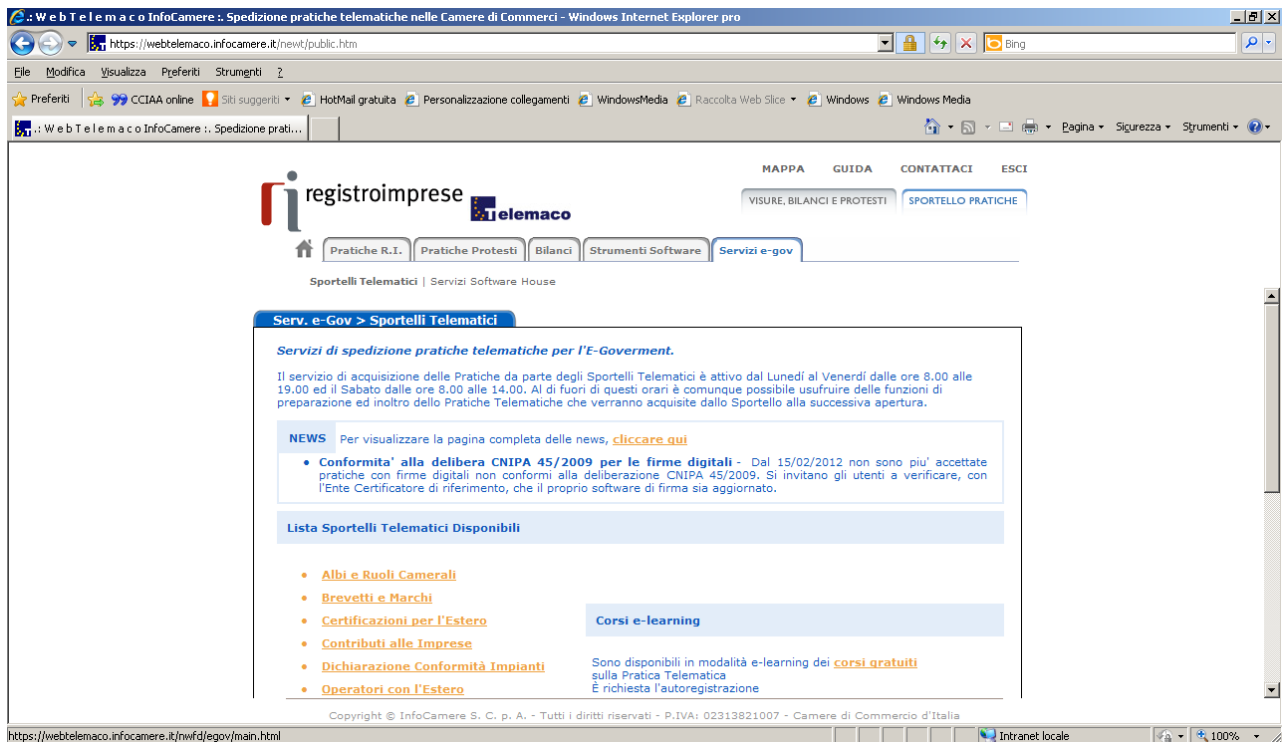 .: W e b T e l e m a c o InfoCamere :. Spedizione pratiche telematiche nelle Camere di Commerci - Windows Internet Explorer pro
https://webtelemaco.infocamere.it/newt/public.htm
Bing
File Modifica Visualizza Preferiti Strumenti ?
Preferiti CCIAA online Siti suggeriti HotMail gratuita Personalizzazione collegamenti WindowsMedia Raccolta Web Slice Windows Windows Media
.: W e b T e l e m a c o InfoCamere :. Spedizione prati...
Pagina Sicurezza Strumenti
MAPPA GUIDA CONTATTACI ESCI
registroimprese
Telemaco
VISURE, BILANCI E PROTESTI SPORTELLO PRATICHE
Pratiche R.I. Pratiche Protesti Bilanci Strumenti Software Servizi e-gov
Sportelli Telematici | Servizi Software House
Serv. e-Gov > Sportelli Telematici
Servizi di spedizione pratiche telematiche per l'E-Goverment.
Il servizio di acquisizione delle Pratiche da parte degli Sportelli Telematici è attivo dal Lunedí al Venerdí dalle ore 8.00 alle
19.00 ed il Sabato dalle ore 8.00 alle 14.00. Al di fuori di questi orari è comunque possibile usufruire delle funzioni di
preparazione ed inoltro dello Pratiche Telematiche che verranno acquisite dallo Sportello alla successiva apertura.
NEWS Per visualizzare la pagina completa delle news, cliccare qui
• Conformita' alla delibera CNIPA 45/2009 per le firme digitali - Dal 15/02/2012 non sono piu' accettate
pratiche con firme digitali non conformi alla deliberazione CNIPA 45/2009. Si invitano gli utenti a verificare, con
l'Ente Certificatore di riferimento, che il proprio software di firma sia aggiornato.
Lista Sportelli Telematici Disponibili
• Albi e Ruoli Camerali
• Brevetti e Marchi
• Certificazioni per l'Estero
• Contributi alle Imprese
• Dichiarazione Conformità Impianti
• Operatori con l'Estero
Corsi e-learning
Sono disponibili in modalità e-learning dei corsi gratuiti
sulla Pratica Telematica
È richiesta l'autoregistrazione
Copyright © InfoCamere S. C. p. A. - Tutti i diritti riservati - P.IVA: 02313821007 - Camere di Commercio d'Italia
https://webtelemaco.infocamere.it/nwfd/egov/main.html
Intranet locale
100%